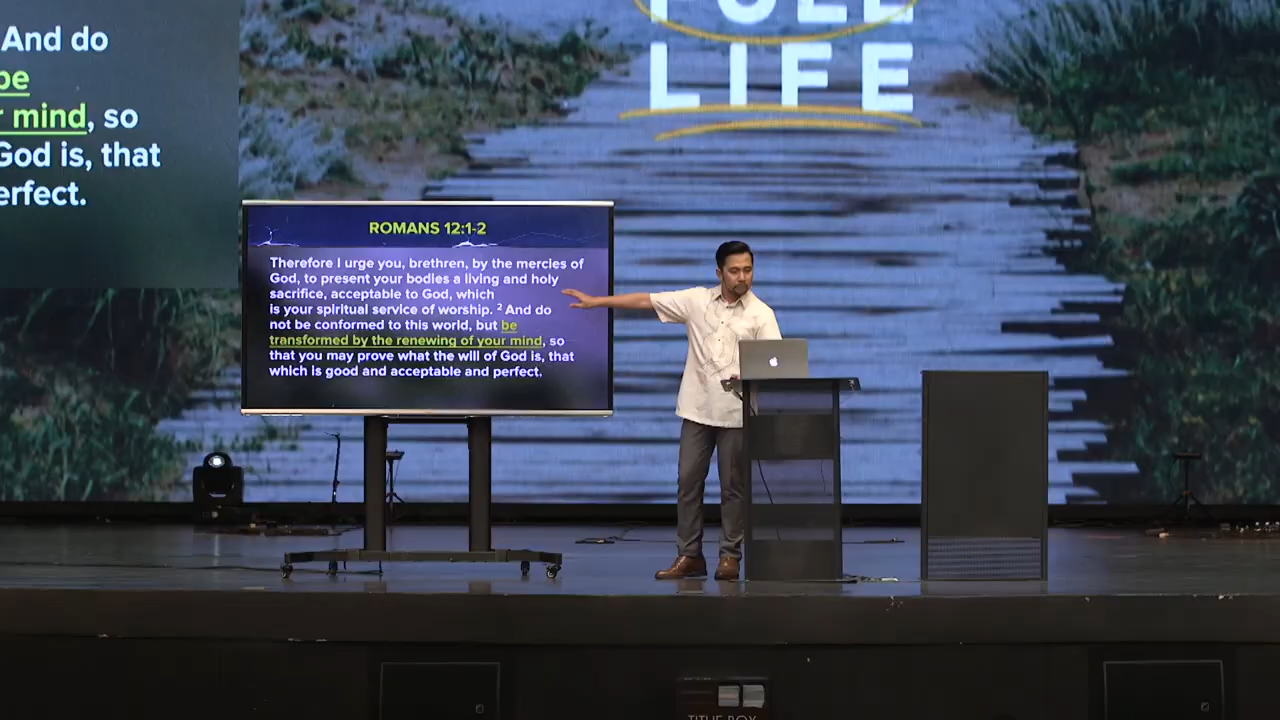 And do
be
r mind, so
God is, that
erfect.
FULL
LIFE
ROMANS 12:1-2
Therefore I urge you, brethren, by the mercies of
God, to present your bodies a living and holy
sacrifice, acceptable to God, which
is your spiritual service of worship. 2 And do
not be conformed to this world, but be
transformed by the renewing of your mind, so
that you may prove what the will of God is, that
which is good and acceptable and perfect.
TITHE BOX